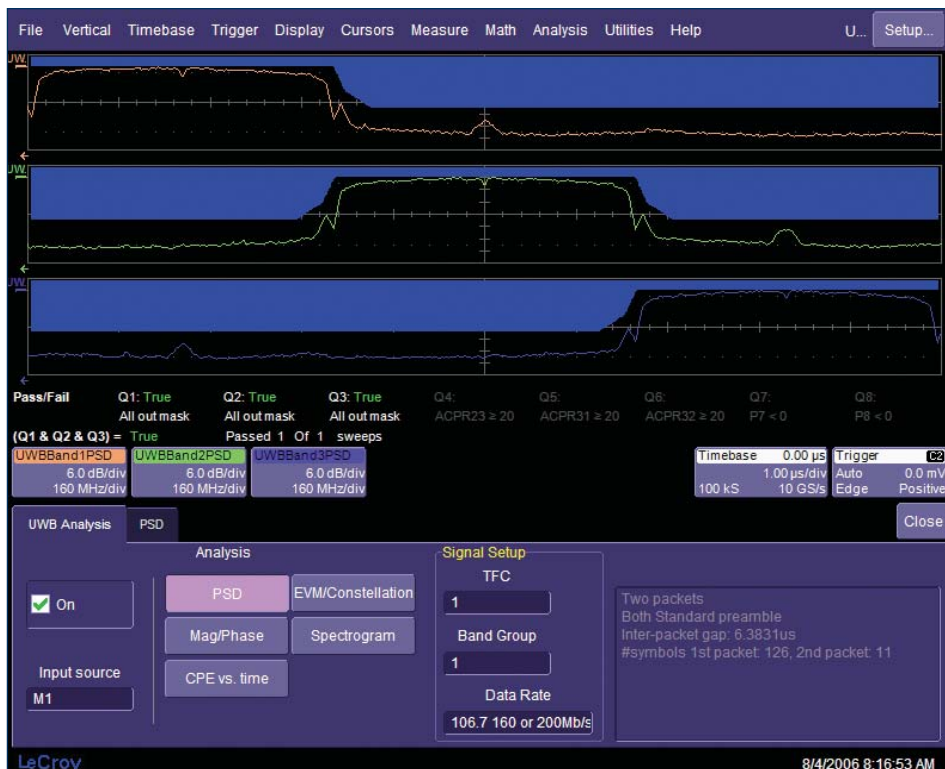 File Vertical Timebase Trigger Display Cursors Measure Math Analysis Utilities Help U... Setup...
UW
UW
UW
Pass/Fail Q1: True Q2: True Q3: True Q4: Q5: Q6: Q7: Q8:
All out mask All out mask All out mask ACPR23 ≥ 20 ACPR31 ≥ 20 ACPR32 ≥ 20 P7 < 0 P8 < 0
(Q1 & Q2 & Q3) = True Passed 1 Of 1 sweeps
UWBBand1PSD UWBBand2PSD UWBBand3PSD Timebase 0.00 µs Trigger C2
6.0 dB/div 6.0 dB/div 6.0 dB/div 1.00 µs/div Auto 0.0 mV
160 MHz/div 160 MHz/div 160 MHz/div 100 kS 10 GS/s Edge Positive
UWB Analysis PSD Close
Analysis
On
Input source
M1
PSD EVM/Constellation
Mag/Phase Spectrogram
CPE vs. time
Signal Setup
TFC
1
Band Group
1
Data Rate
106.7 160 or 200Mb/s
Two packets
Both Standard preamble
Inter-packet gap: 6.3831us
#symbols 1st packet: 126, 2nd packet: 11
LeCroy 8/4/2006 8:16:53 AM